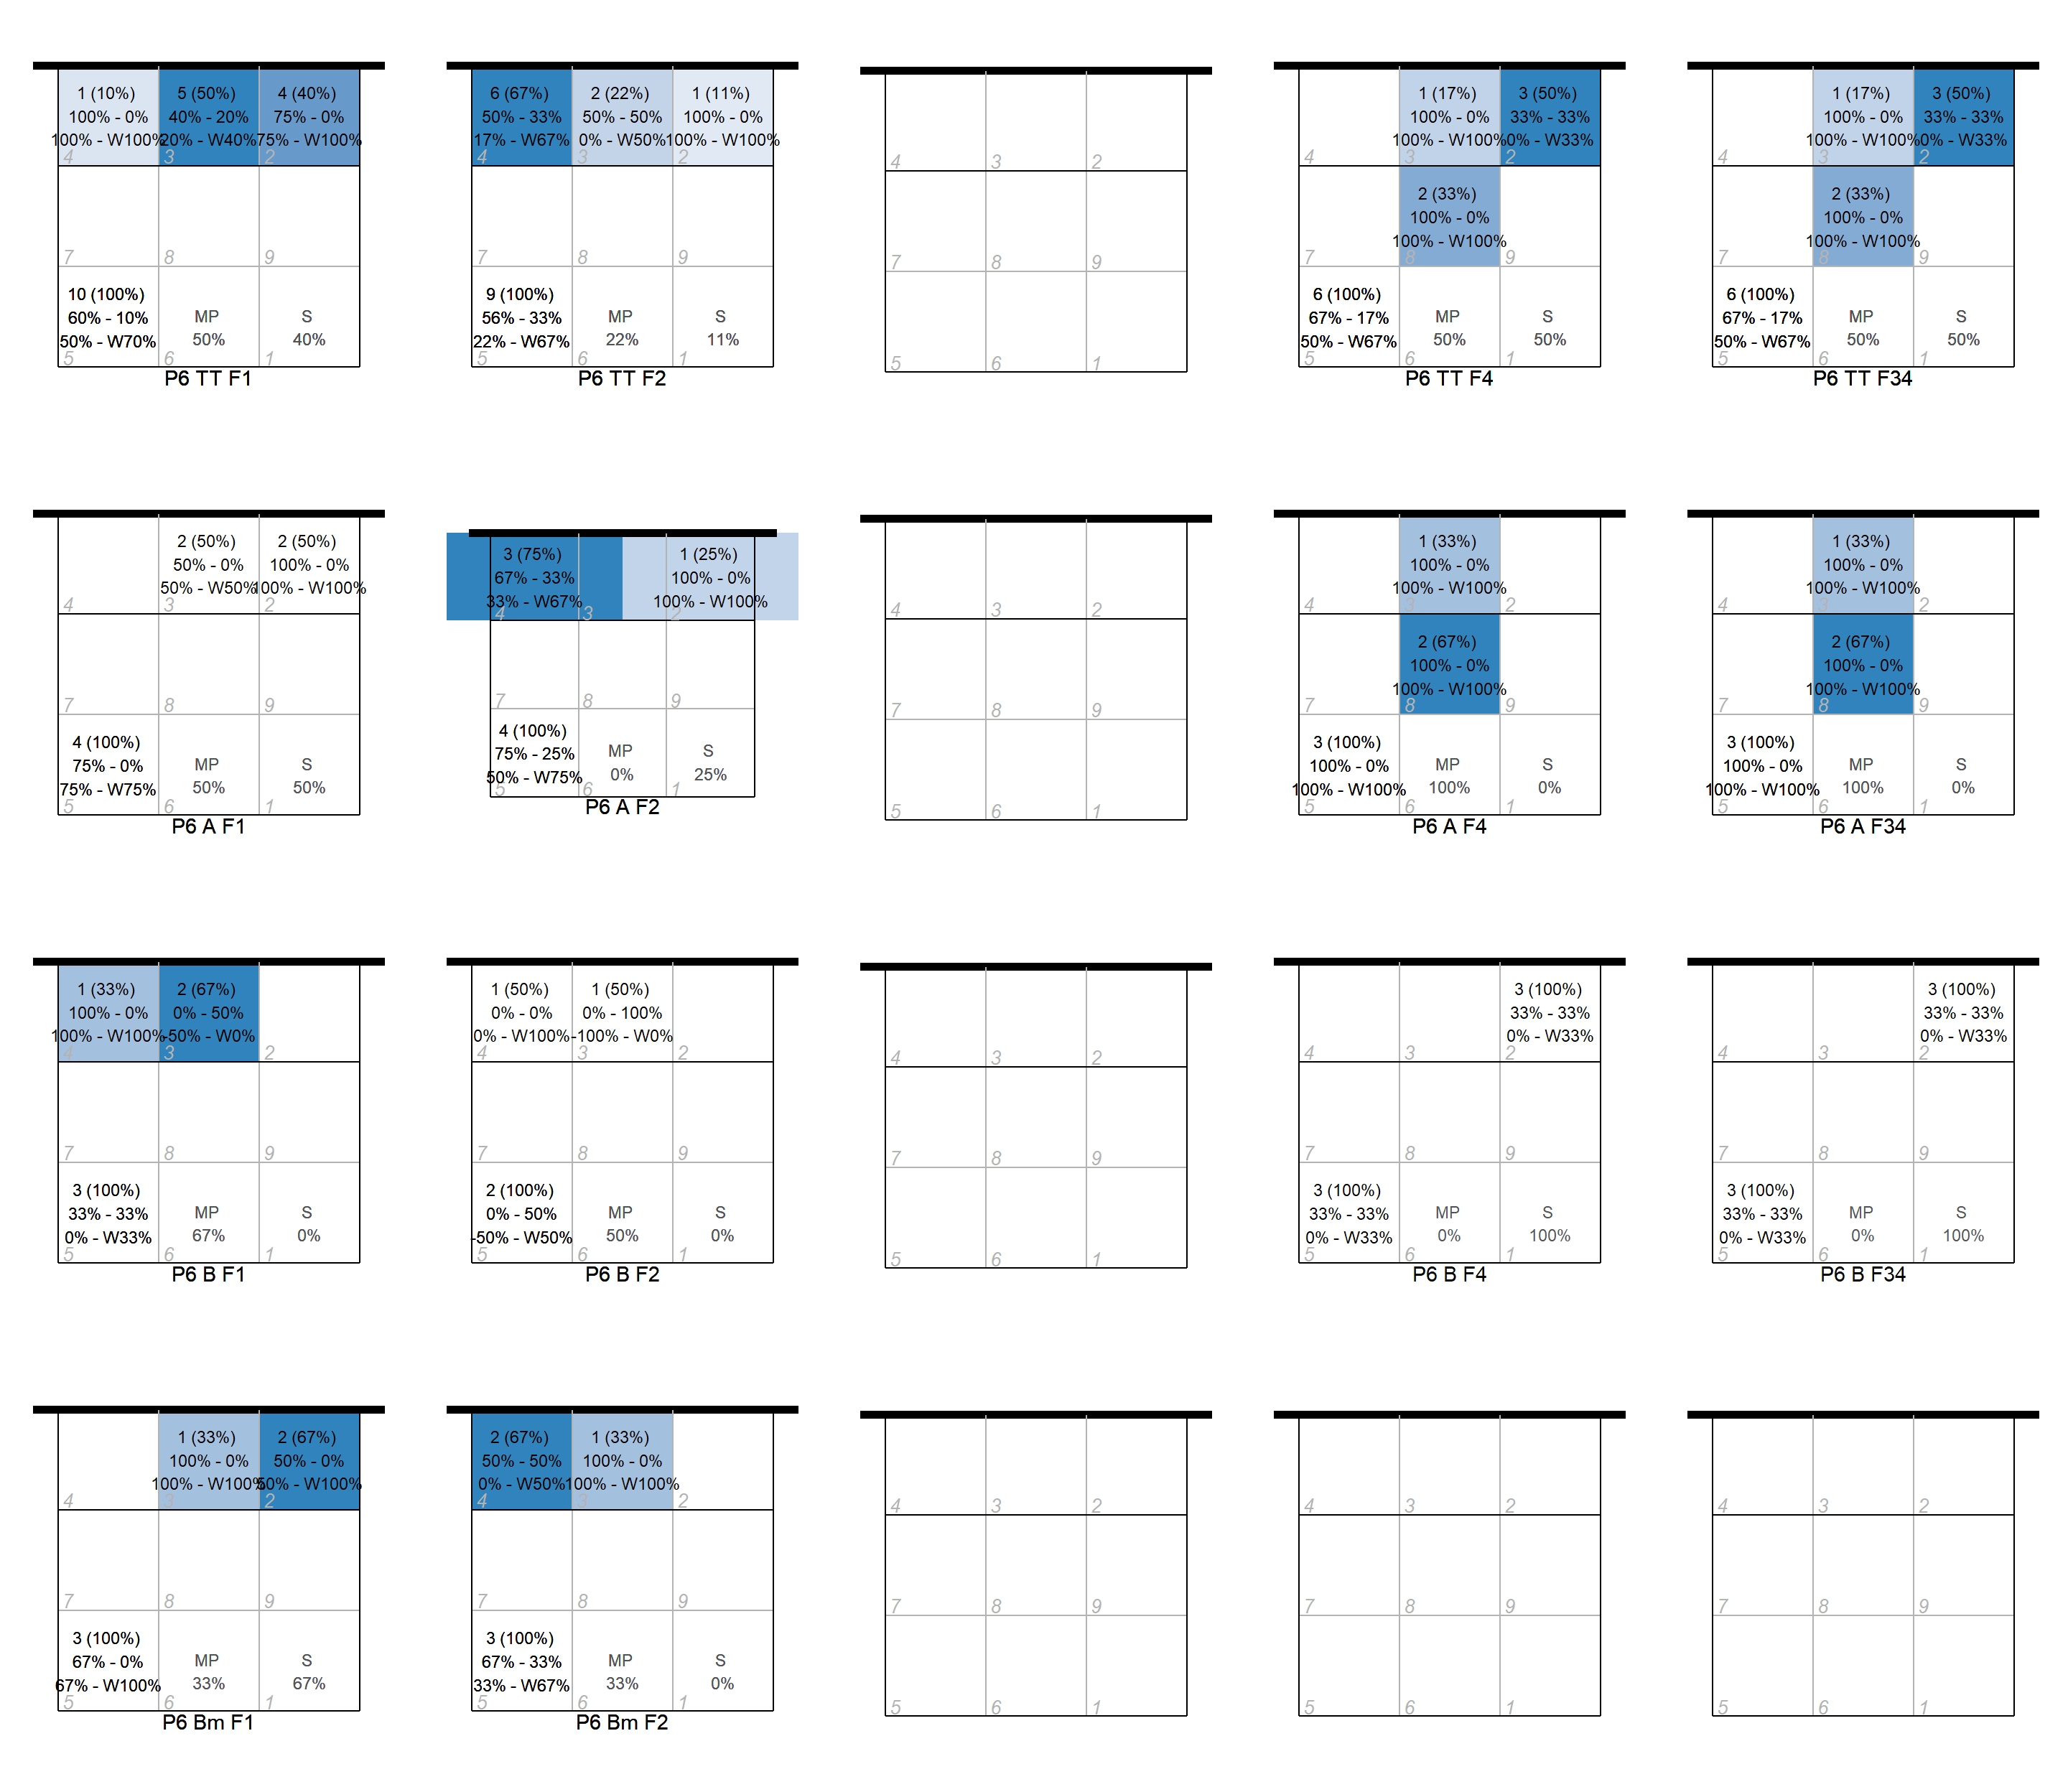 1 (10%) 5 (50%) 4 (40%)
100% - 0% 40% - 20% 75% - 0%
100% - W100% 20% - W40% 75% - W100%
4 3 2
7 8 9
10 (100%)
60% - 10% MP S
50% - W70% 50% 40%
5 6 1
P6 TT F1
6 (67%) 2 (22%) 1 (11%)
50% - 33% 50% - 50% 100% - 0%
17% - W67% 0% - W50% 100% - W100%
4 3 2
7 8 9
9 (100%)
56% - 33% MP S
22% - W67% 22% 11%
5 6 1
P6 TT F2
4 3 2
7 8 9
5 6 1
1 (17%) 3 (50%)
100% - 0% 33% - 33%
100% - W100% 0% - W33%
4 3 2
2 (33%)
100% - 0%
100% - W100%
7 8 9
6 (100%)
67% - 17% MP S
50% - W67% 50% 50%
5 6 1
P6 TT F4
1 (17%) 3 (50%)
100% - 0% 33% - 33%
100% - W100% 0% - W33%
4 3 2
2 (33%)
100% - 0%
100% - W100%
7 8 9
6 (100%)
67% - 17% MP S
50% - W67% 50% 50%
5 6 1
P6 TT F34
2 (50%) 2 (50%)
50% - 0% 100% - 0%
50% - W50% 100% - W100%
4 3 2
7 8 9
4 (100%)
75% - 0% MP S
75% - W75% 50% 50%
5 6 1
P6 A F1
3 (75%) 1 (25%)
67% - 33% 100% - 0%
33% - W67% 100% - W100%
4 3 2
7 8 9
4 (100%)
75% - 25% MP S
50% - W75% 0% 25%
5 6 1
P6 A F2
4 3 2
7 8 9
5 6 1
1 (33%)
100% - 0%
100% - W100%
4 3 2
2 (67%)
100% - 0%
100% - W100%
7 8 9
3 (100%)
100% - 0% MP S
100% - W100% 100% 0%
5 6 1
P6 A F4
1 (33%)
100% - 0%
100% - W100%
4 3 2
2 (67%)
100% - 0%
100% - W100%
7 8 9
3 (100%)
100% - 0% MP S
100% - W100% 100% 0%
5 6 1
P6 A F34
1 (33%) 2 (67%)
100% - 0% 0% - 50%
100% - W100% -50% - W0%
4 3 2
7 8 9
3 (100%)
33% - 33% MP S
0% - W33% 67% 0%
5 6 1
P6 B F1
1 (50%) 1 (50%)
0% - 0% 0% - 100%
0% - W100% -100% - W0%
4 3 2
7 8 9
2 (100%)
0% - 50% MP S
-50% - W50% 50% 0%
5 6 1
P6 B F2
4 3 2
7 8 9
5 6 1
3 (100%)
33% - 33%
0% - W33%
4 3 2
7 8 9
3 (100%)
33% - 33% MP S
0% - W33% 0% 100%
5 6 1
P6 B F4
3 (100%)
33% - 33%
0% - W33%
4 3 2
7 8 9
3 (100%)
33% - 33% MP S
0% - W33% 0% 100%
5 6 1
P6 B F34
1 (33%) 2 (67%)
100% - 0% 50% - 0%
100% - W100% 50% - W100%
4 3 2
7 8 9
3 (100%)
67% - 0% MP S
67% - W100% 33% 67%
5 6 1
P6 Bm F1
2 (67%) 1 (33%)
50% - 50% 100% - 0%
0% - W50% 100% - W100%
4 3 2
7 8 9
3 (100%)
67% - 33% MP S
33% - W67% 33% 0%
5 6 1
P6 Bm F2
4 3 2
7 8 9
5 6 1
4 3 2
7 8 9
5 6 1
4 3 2
7 8 9
5 6 1